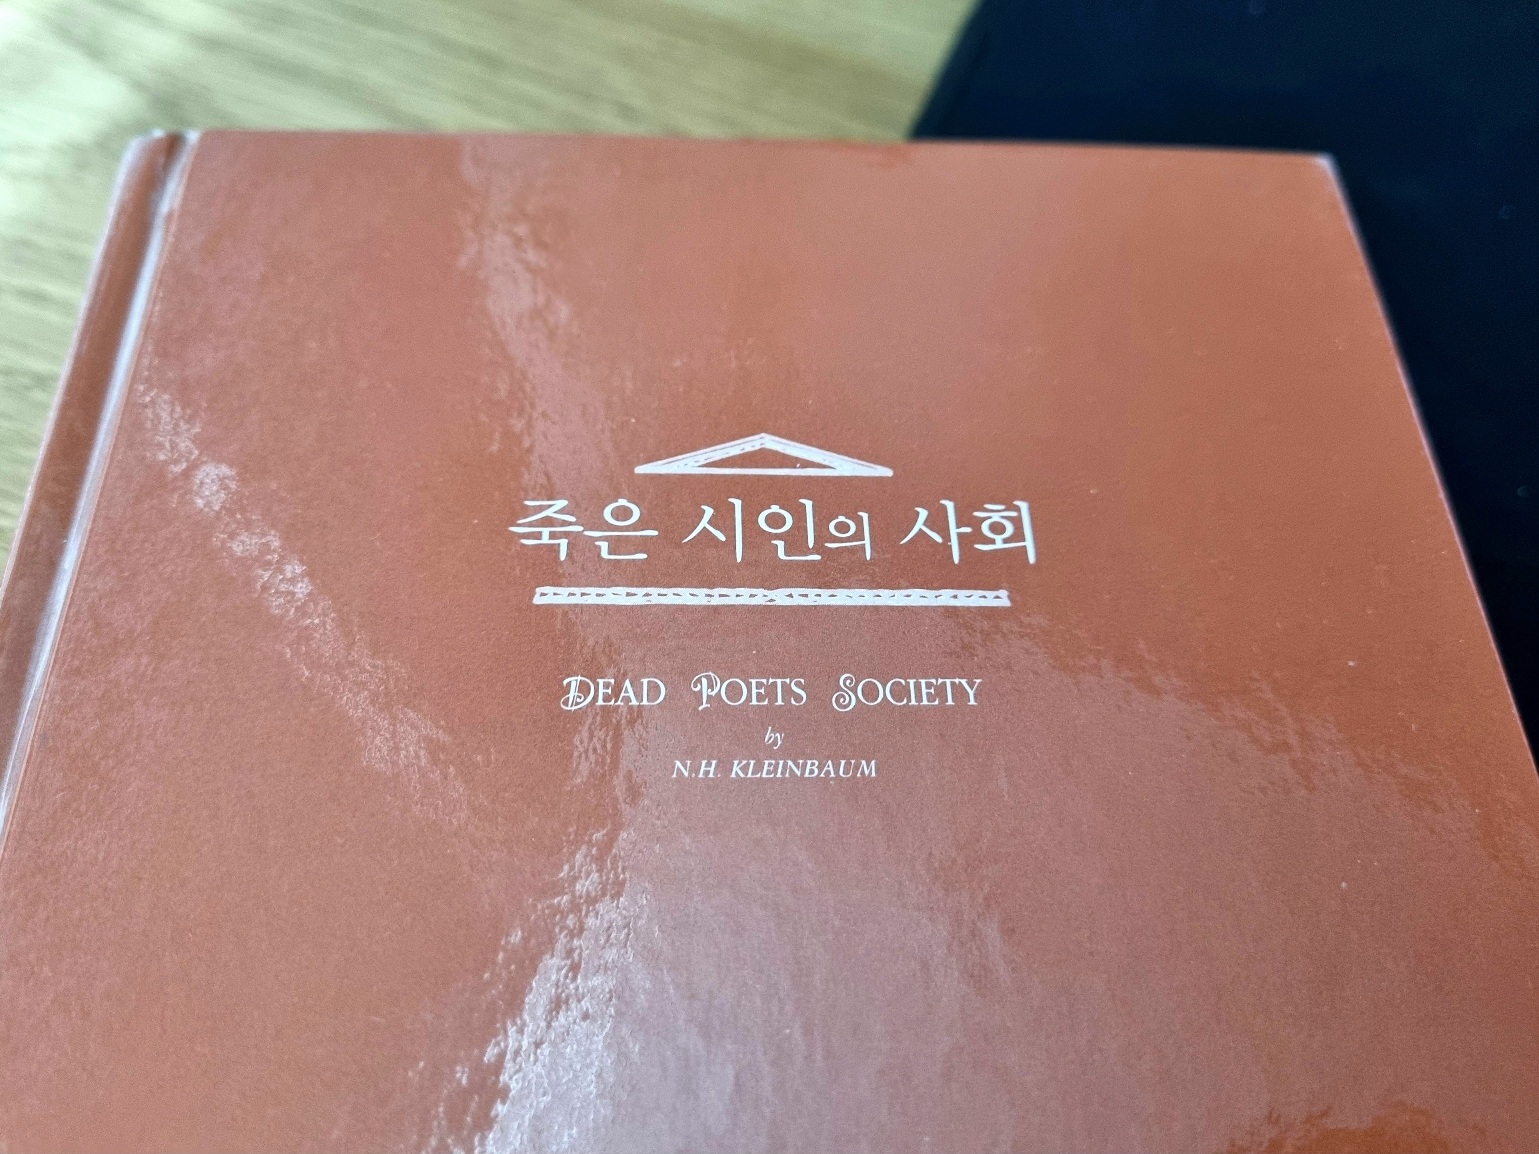 죽은 시인의 사회
DEAD POETS SOCIETY
by
N.H. KLEINBAUM